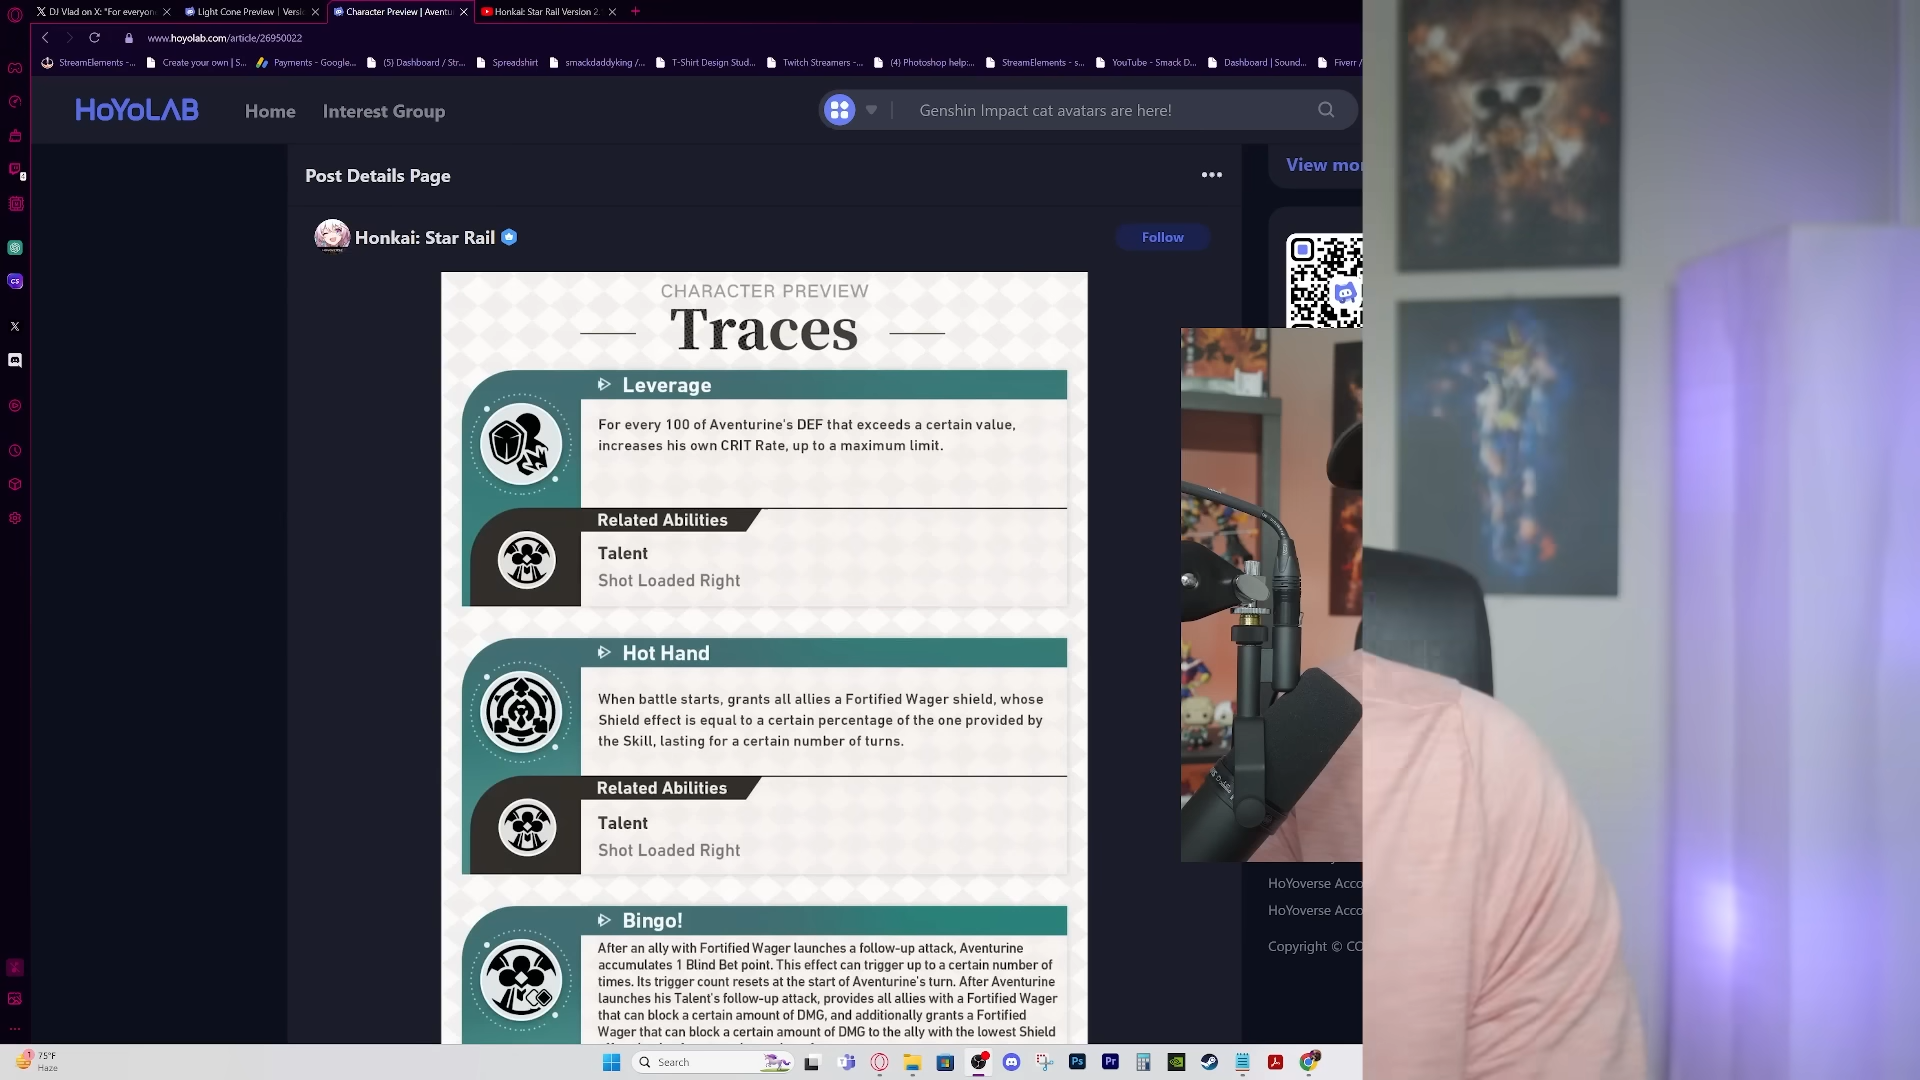 DJ Vlad on X: "For everyon
Light Cone Preview | Versio
Character Preview | Aventu
Honkai: Star Rail Version 2.
www.hoyolab.com/article/26950022
StreamElements -...
Create your own | S...
Payments - Google...
(5) Dashboard / Str...
Spreadshirt
smackdaddyking /...
T-Shirt Design Stud...
Twitch Streamers -...
(4) Photoshop help:...
StreamElements - s...
YouTube - Smack D...
Dashboard | Sound...
Fiverr /
HoYoLAB
Home
Interest Group
Genshin Impact cat avatars are here!
Post Details Page
View mo
Honkai: Star Rail
Follow
CHARACTER PREVIEW
Traces
Leverage
For every 100 of Aventurine's DEF that exceeds a certain value,
increases his own CRIT Rate, up to a maximum limit.
Related Abilities
Talent
Shot Loaded Right
Hot Hand
When battle starts, grants all allies a Fortified Wager shield, whose
Shield effect is equal to a certain percentage of the one provided by
the Skill, lasting for a certain number of turns.
Related Abilities
Talent
Shot Loaded Right
Bingo!
After an ally with Fortified Wager launches a follow-up attack, Aventurine
accumulates 1 Blind Bet point. This effect can trigger up to a certain number of
times. Its trigger count resets at the start of Aventurine's turn. After Aventurine
launches his Talent's follow-up attack, provides all allies with a Fortified Wager
that can block a certain amount of DMG, and additionally grants a Fortified
Wager that can block a certain amount of DMG to the ally with the lowest Shield
HoYoverse Acco
HoYoverse Acco
Copyright © CO
75°F
Haze
Search